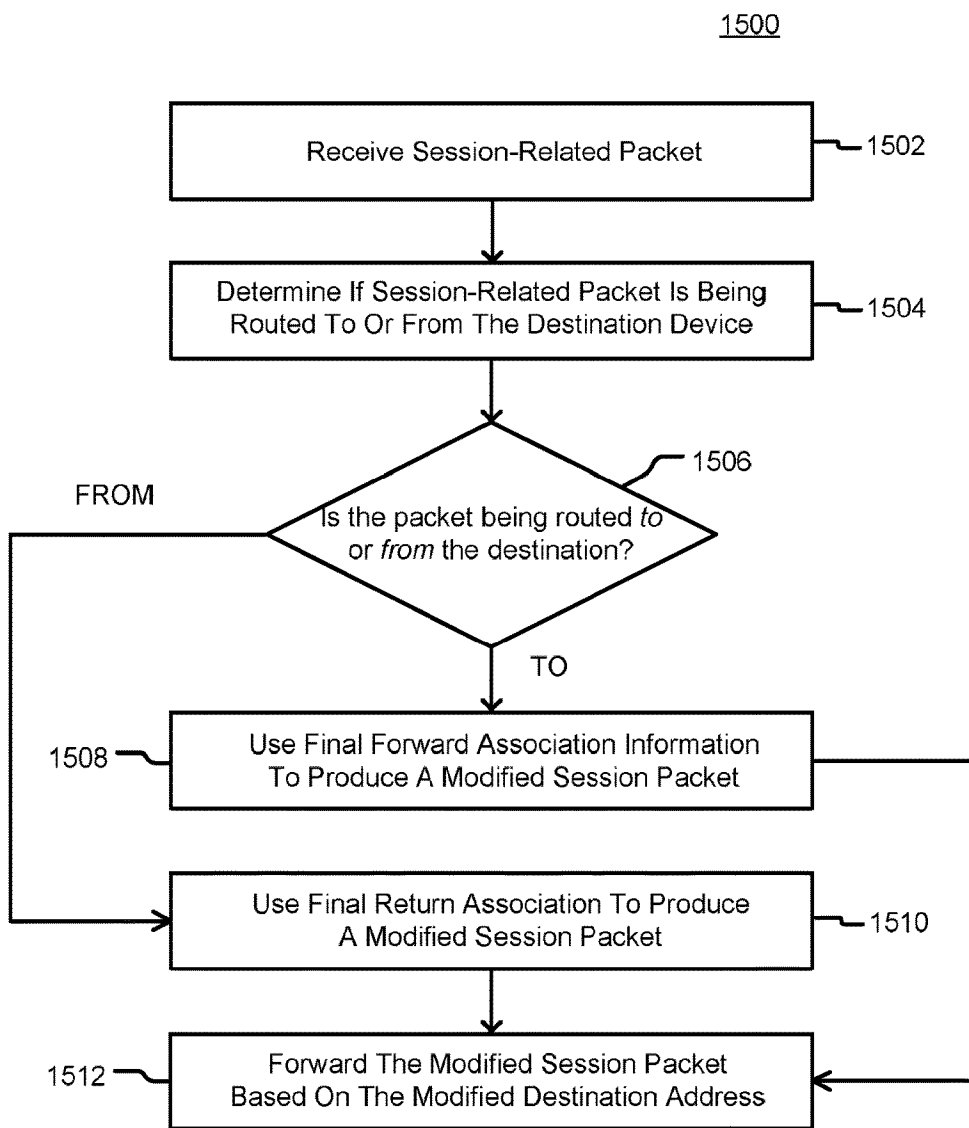 1500
Receive Session-Related Packet
1502
Determine If Session-Related Packet Is Being
Routed To Or From The Destination Device
1504
1506
FROM
Is the packet being routed to
or from the destination?
TO
1508
Use Final Forward Association Information
To Produce A Modified Session Packet
Use Final Return Association To Produce
A Modified Session Packet
1510
1512
Forward The Modified Session Packet
Based On The Modified Destination Address